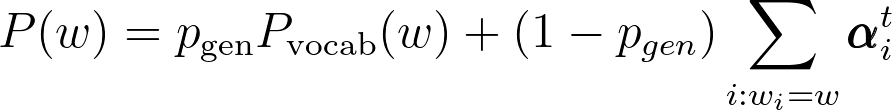 P(w) = p_gen P_vocab(w) + (1 − p_gen) ∑_{i:w_i=w} α_i^t